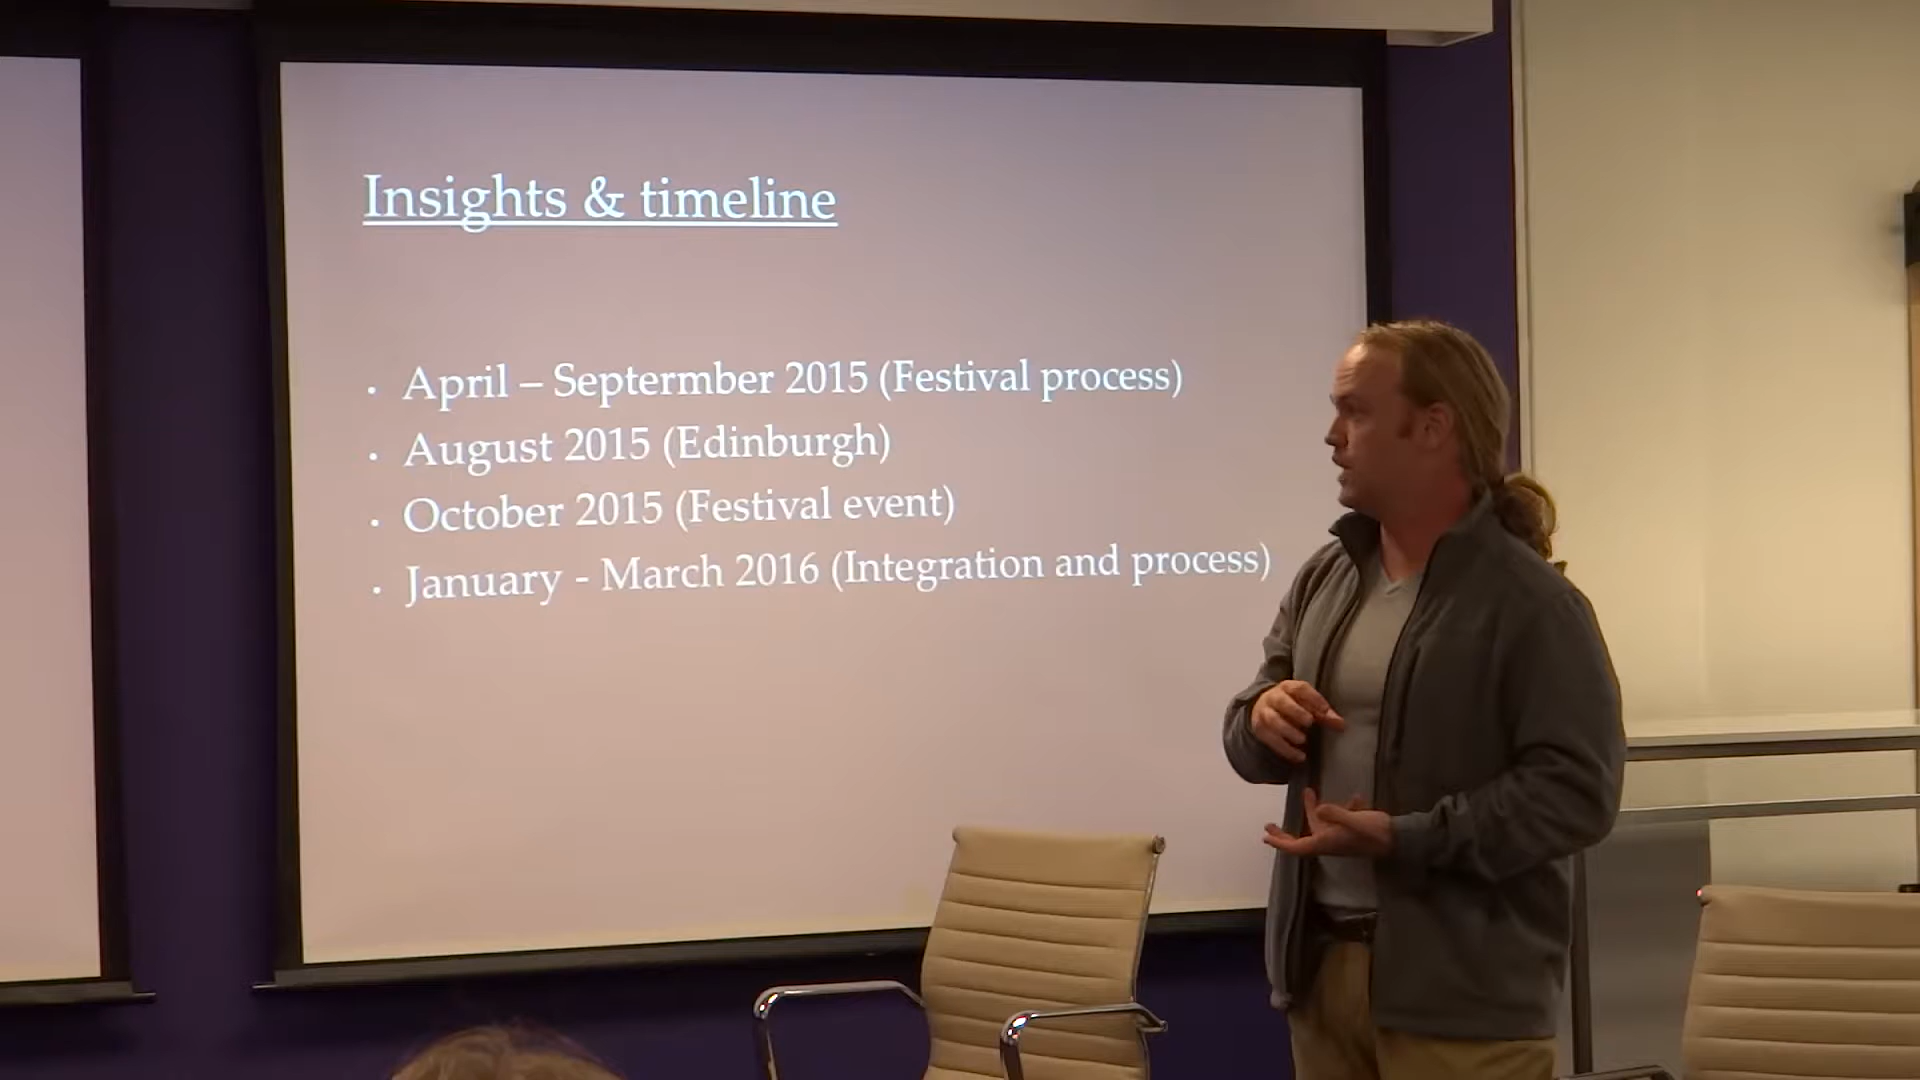 Insights & timeline
• April – Septermber 2015 (Festival process)
• August 2015 (Edinburgh)
• October 2015 (Festival event)
• January - March 2016 (Integration and process)